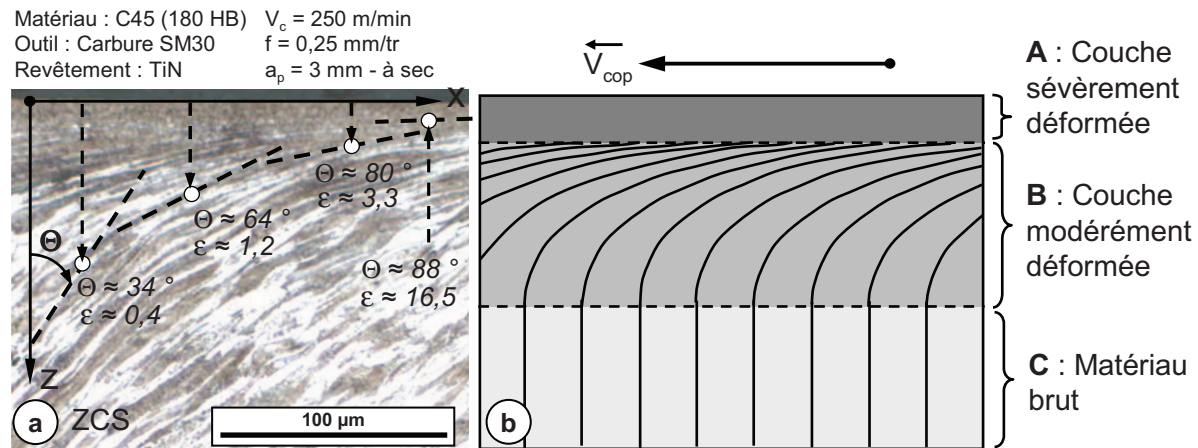 Matériau : C45 (180 HB) V_c = 250 m/min
Outil : Carbure SM30 f = 0,25 mm/tr
Revêtement : TiN a_p = 3 mm - à sec
X
Θ ≈ 80 °
ε ≈ 3,3
Θ ≈ 64 °
ε ≈ 1,2
Θ
Θ ≈ 88 °
ε ≈ 16,5
Θ ≈ 34 °
ε ≈ 0,4
Z
a ZCS
100 µm
V_cop
b
A : Couche
sévèrement
déformée
B : Couche
modérément
déformée
C : Matériau
brut